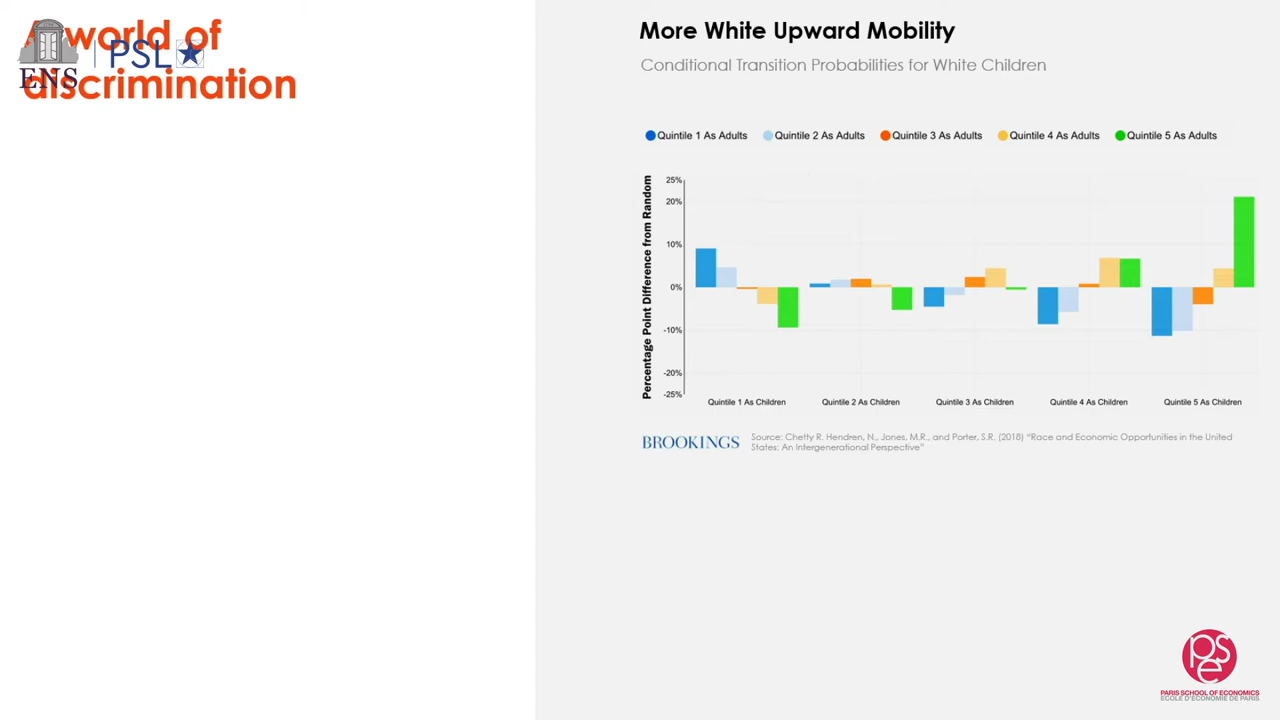 A world of
discrimination
ENS
PSL
More White Upward Mobility
Conditional Transition Probabilities for White Children
Quintile 1 As Adults Quintile 2 As Adults Quintile 3 As Adults Quintile 4 As Adults Quintile 5 As Adults
Percentage Point Difference from Random
25%
20%
10%
0%
-10%
-20%
-25%
Quintile 1 As Children Quintile 2 As Children Quintile 3 As Children Quintile 4 As Children Quintile 5 As Children
BROOKINGS
Source: Chetty R. Hendren, N., Jones, M.R., and Porter, S.R. (2018) “Race and Economic Opportunities in the United
States: An Intergenerational Perspective”
pse
PARIS SCHOOL OF ECONOMICS
ECOLE D'ECONOMIE DE PARIS